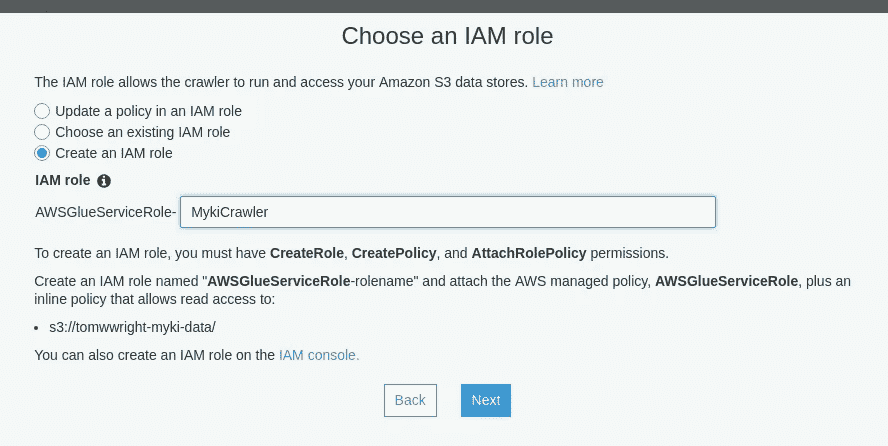 Choose an IAM role
The IAM role allows the crawler to run and access your Amazon S3 data stores. Learn more
Update a policy in an IAM role
Choose an existing IAM role
Create an IAM role
IAM role
AWSGlueServiceRole- MykiCrawler
To create an IAM role, you must have CreateRole, CreatePolicy, and AttachRolePolicy permissions.
Create an IAM role named "AWSGlueServiceRole-rolename" and attach the AWS managed policy, AWSGlueServiceRole, plus an
inline policy that allows read access to:
• s3://tomwwright-myki-data/
You can also create an IAM role on the IAM console.
Back Next